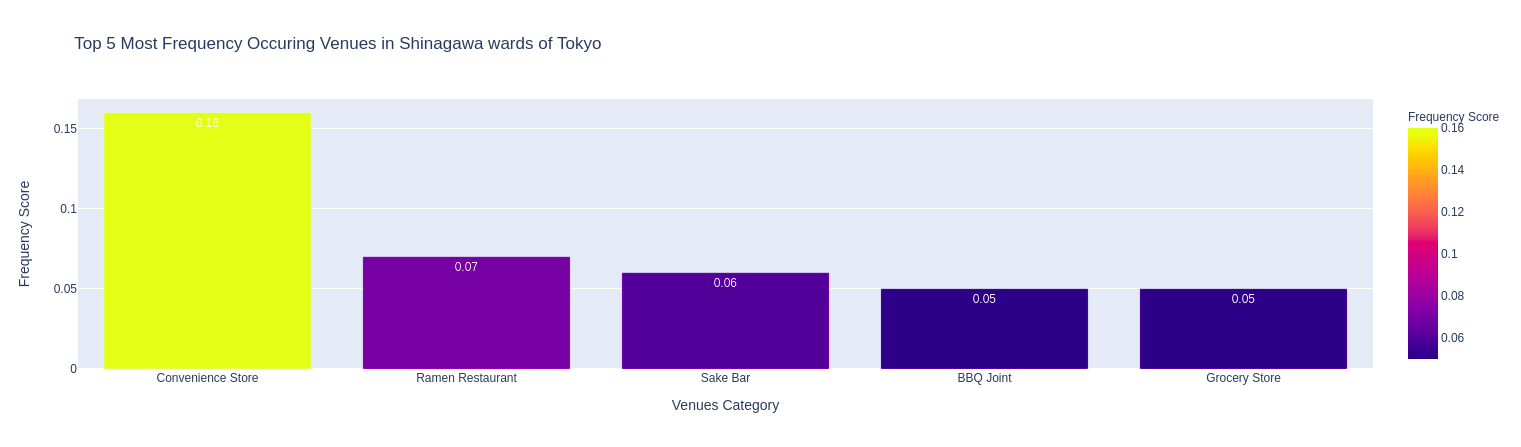 Top 5 Most Frequency Occuring Venues in Shinagawa wards of Tokyo
Frequency Score
0.15
0.1
0.05
0
0.16
0.07
0.06
0.05
0.05
Convenience Store
Ramen Restaurant
Sake Bar
BBQ Joint
Grocery Store
Venues Category
Frequency Score
0.16
0.14
0.12
0.1
0.08
0.06